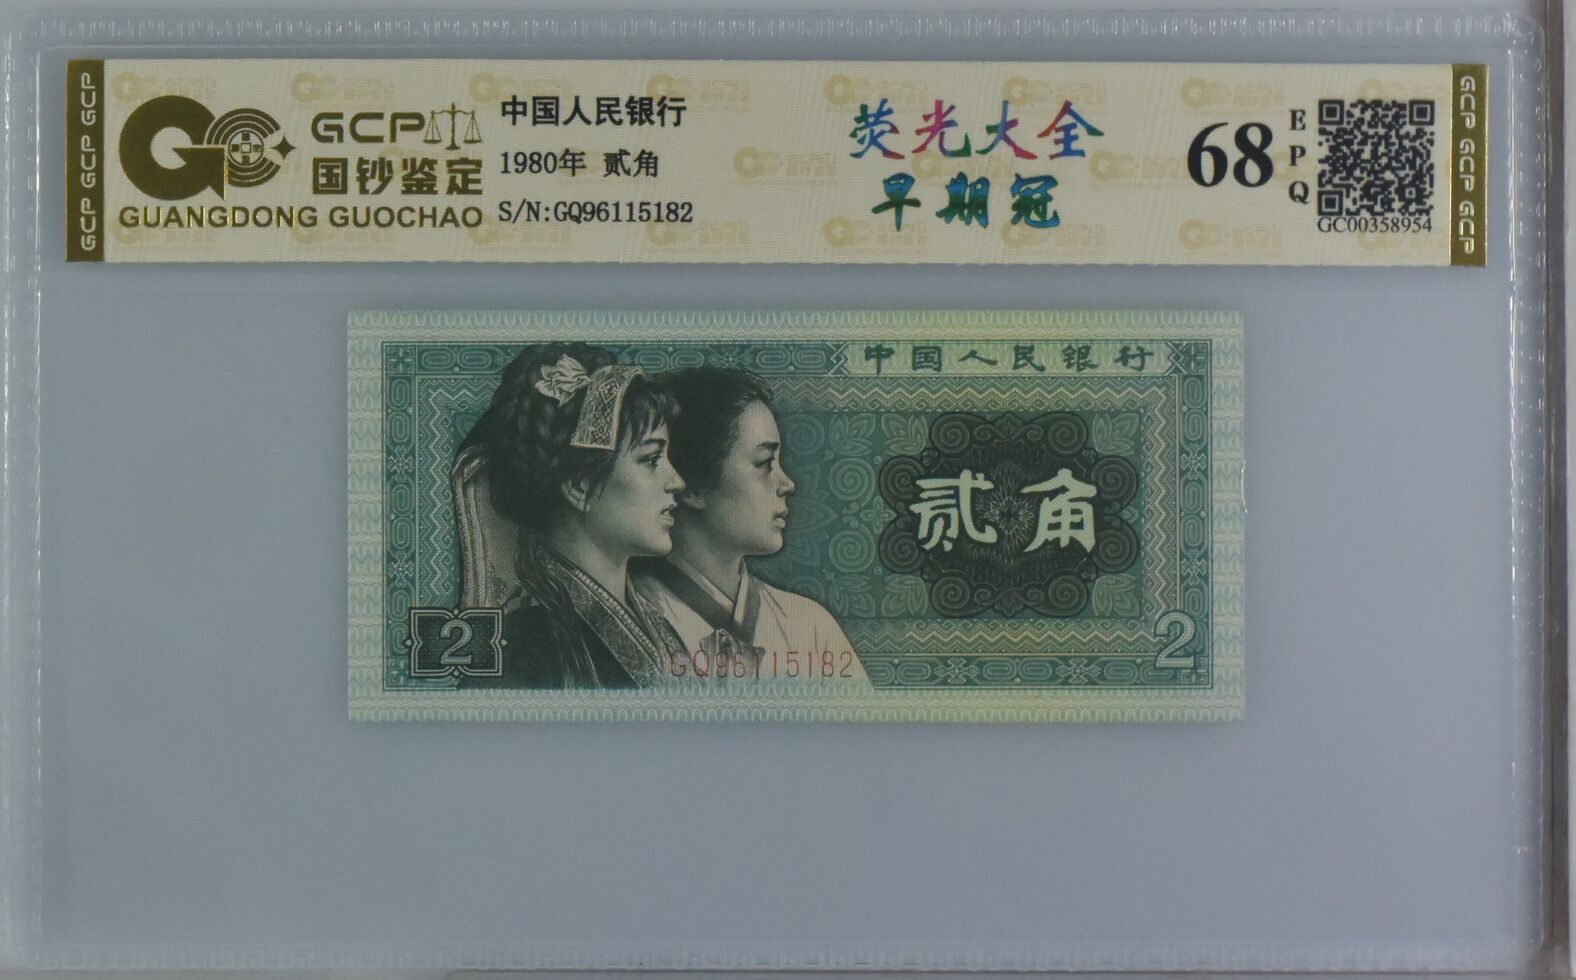 GCP GCP GCP
GCP
国钞鉴定
GUANGDONG GUOCHAO
中国人民银行
1980年 贰角
S/N:GQ96115182
荧光大全
早期冠
68
EPQ
GC00358954
GCP GCP GCP
中国人民银行
贰角
2
2
GQ96115182